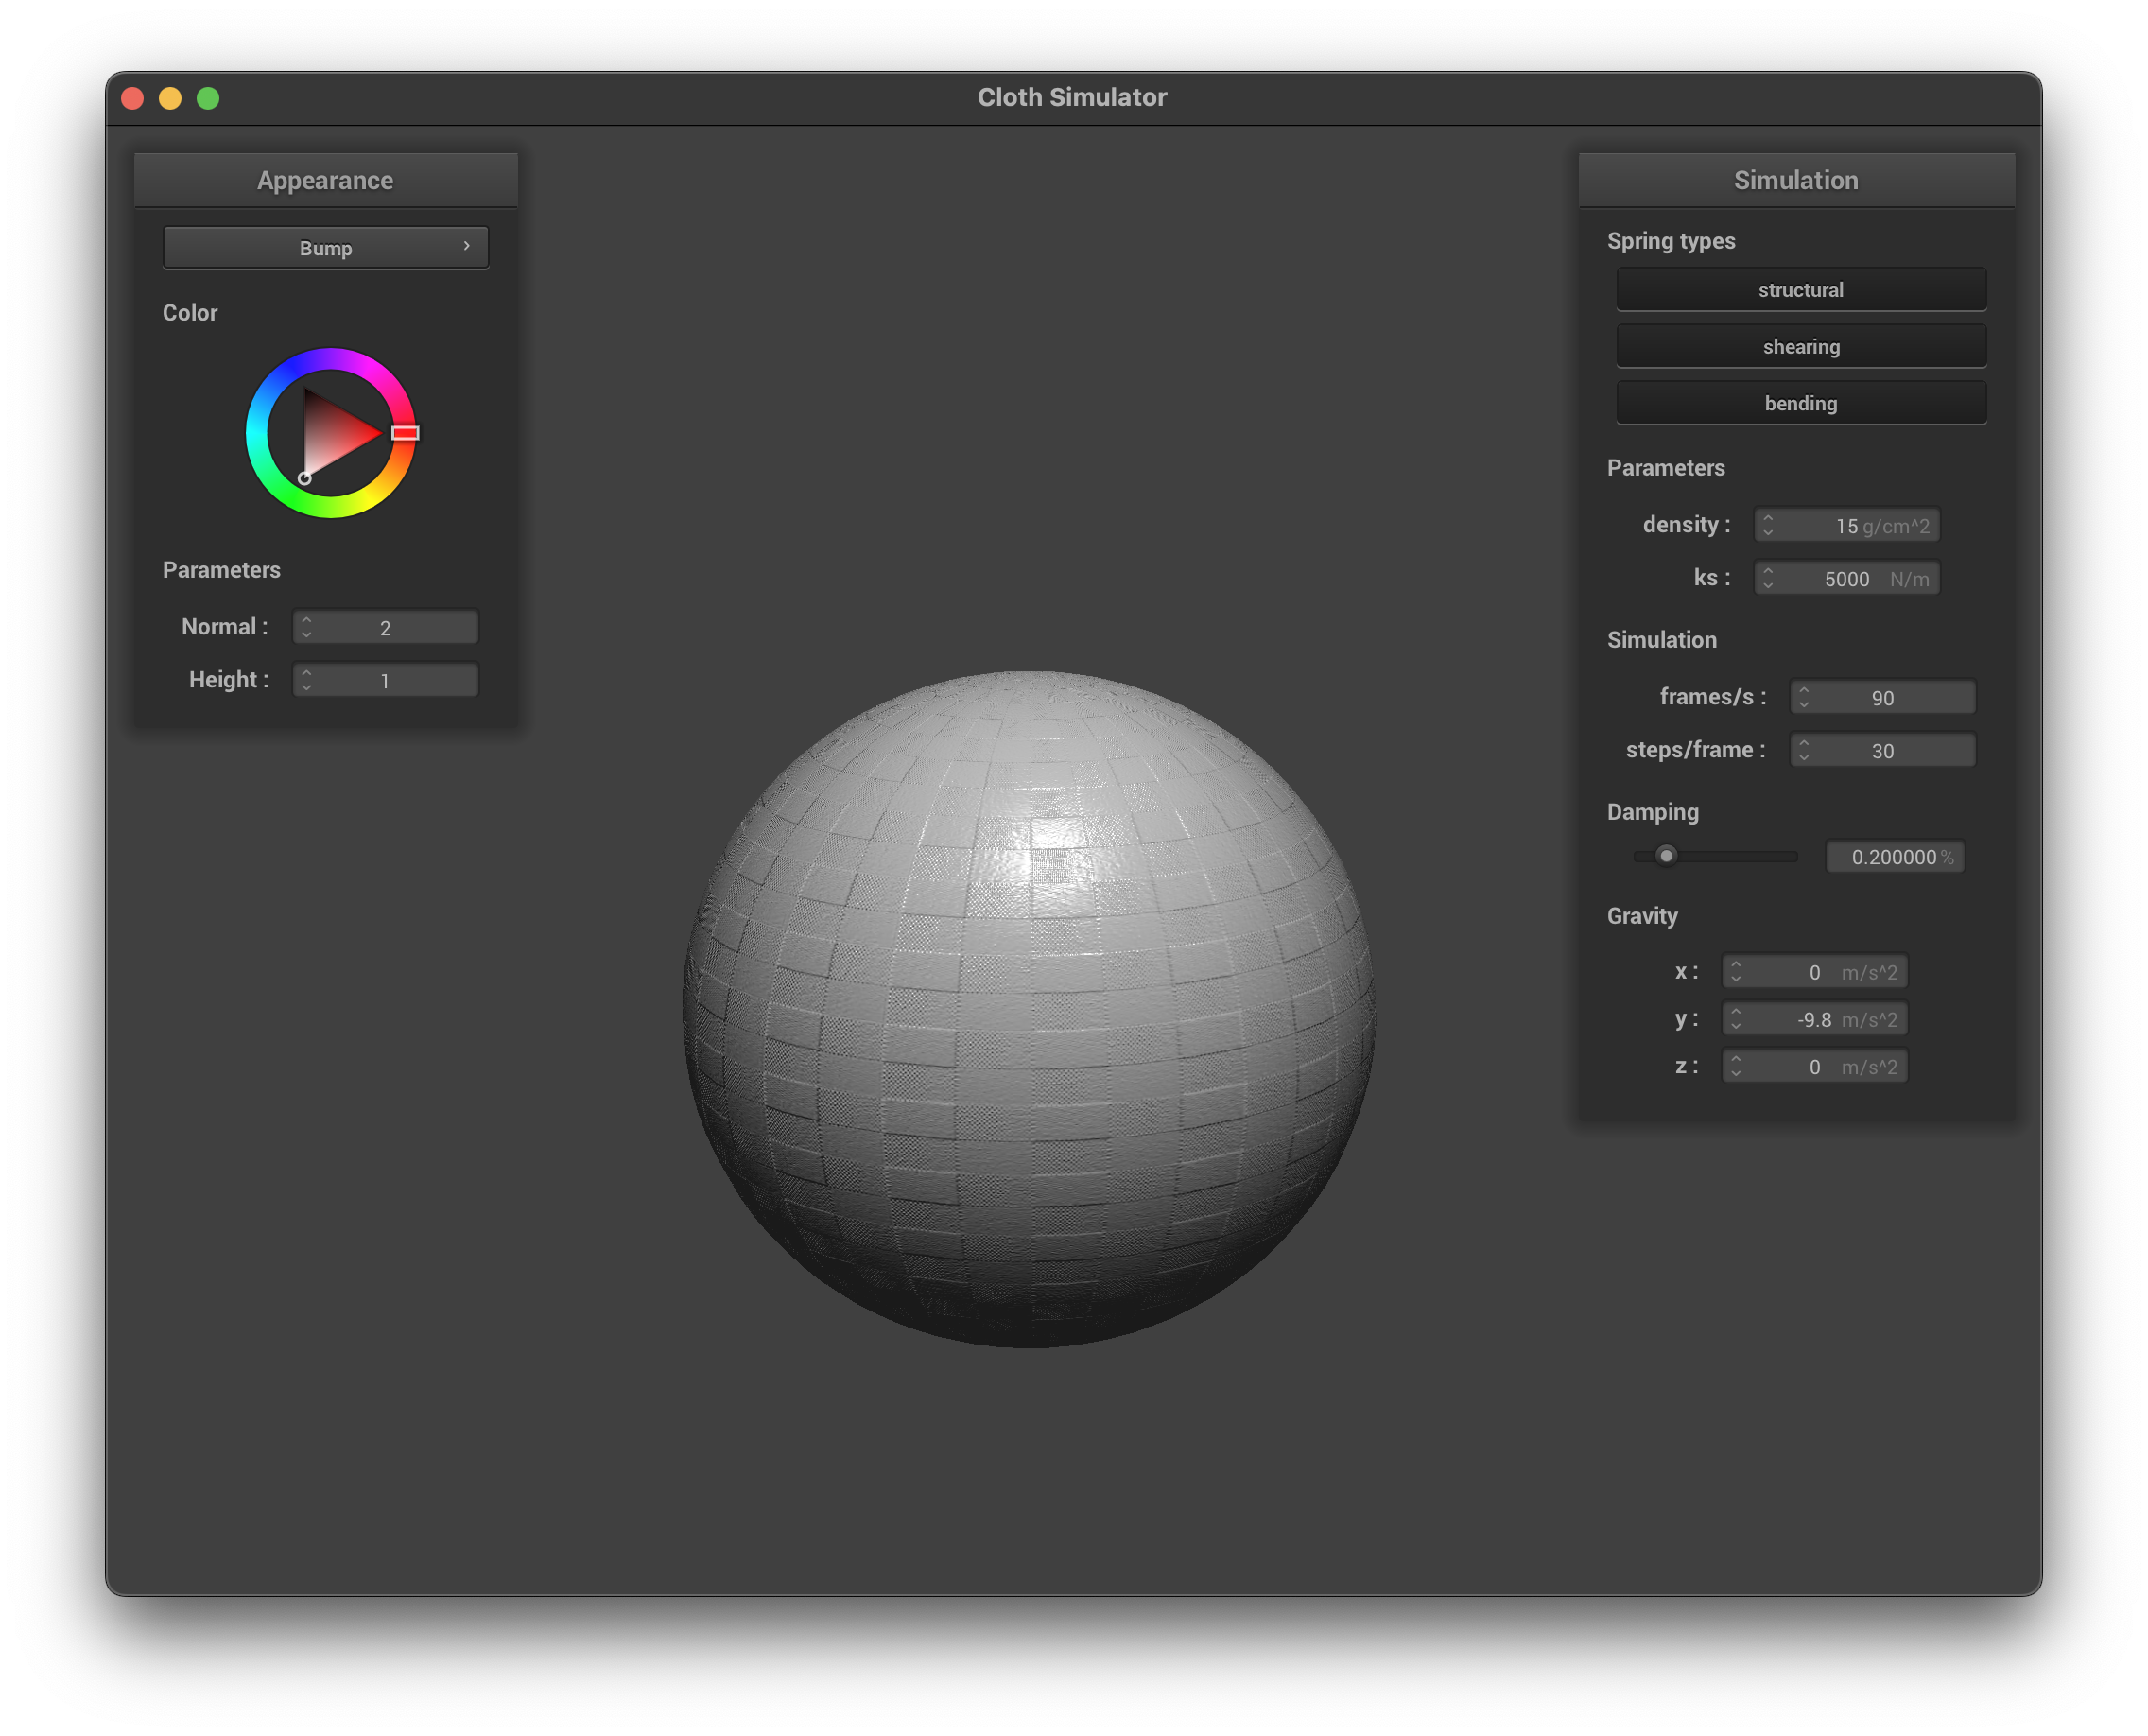 Cloth Simulator
Appearance
Bump
Color
Parameters
Normal : 2
Height : 1
Simulation
Spring types
structural
shearing
bending
Parameters
density : 15 g/cm^2
ks : 5000 N/m
Simulation
frames/s : 90
steps/frame : 30
Damping
0.200000 %
Gravity
x : 0 m/s^2
y : -9.8 m/s^2
z : 0 m/s^2